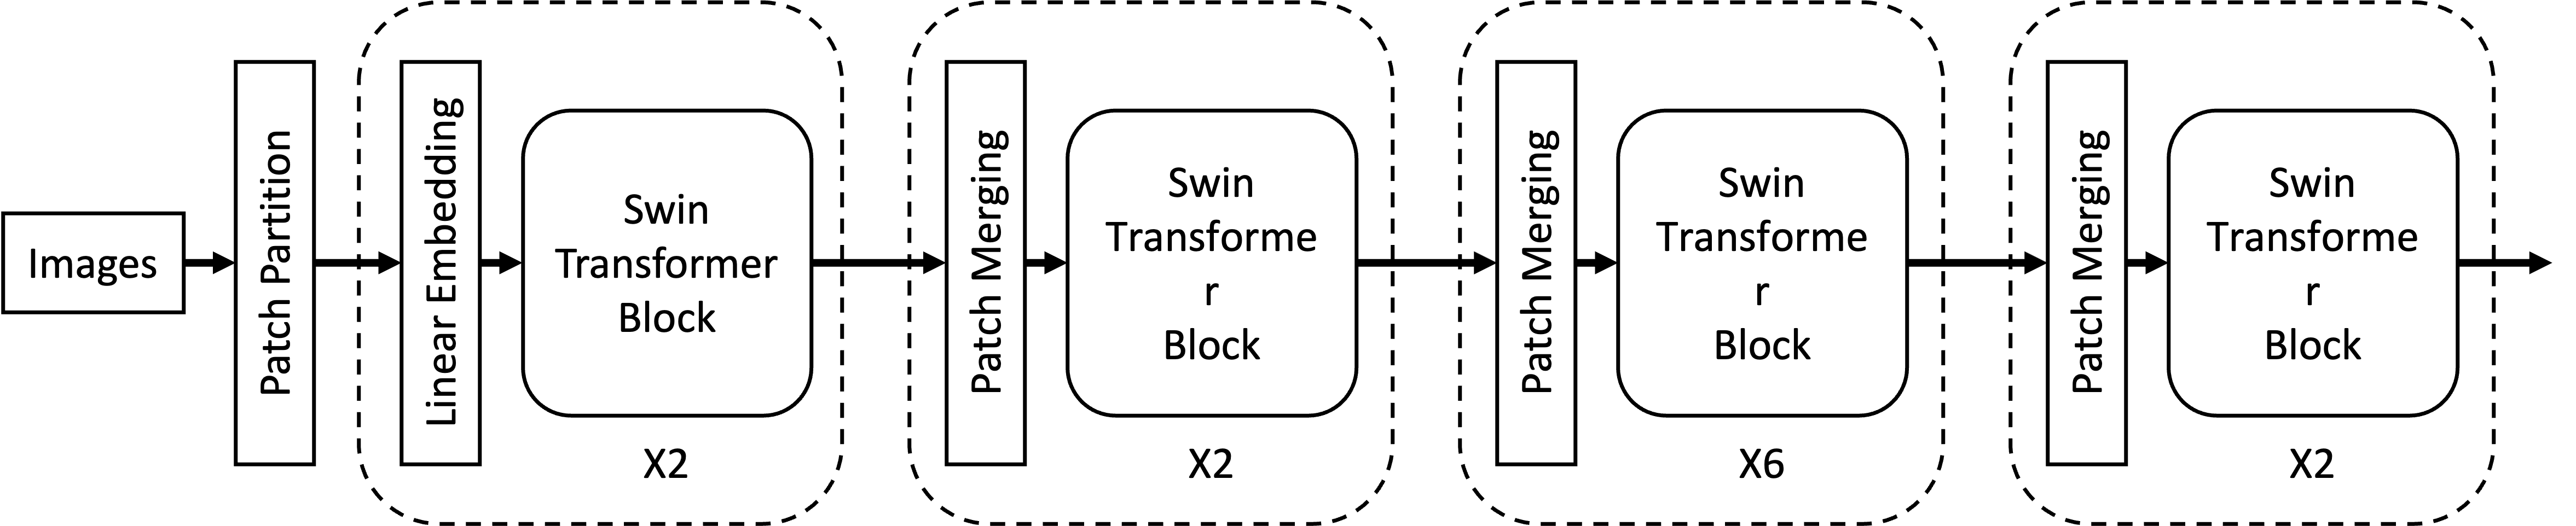 Images
Patch Partition
Linear Embedding
Swin
Transformer
Block
X2
Patch Merging
Swin
Transforme
r
Block
X2
Patch Merging
Swin
Transforme
r
Block
X6
Patch Merging
Swin
Transforme
r
Block
X2